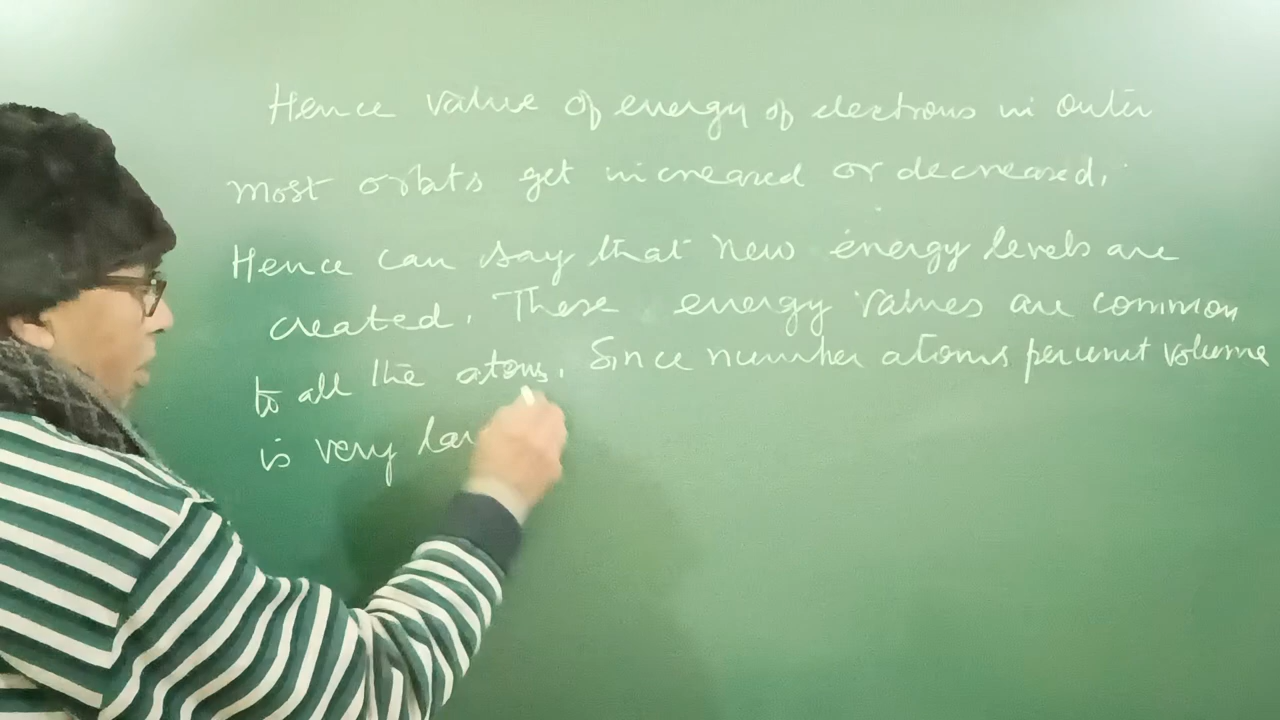 Hence value of energy of electrons in outer
most orbits get increased or decreased.
Hence can say that new energy levels are
created. These energy values are common
to all the atoms. Since number atoms per unit volume
is very lar